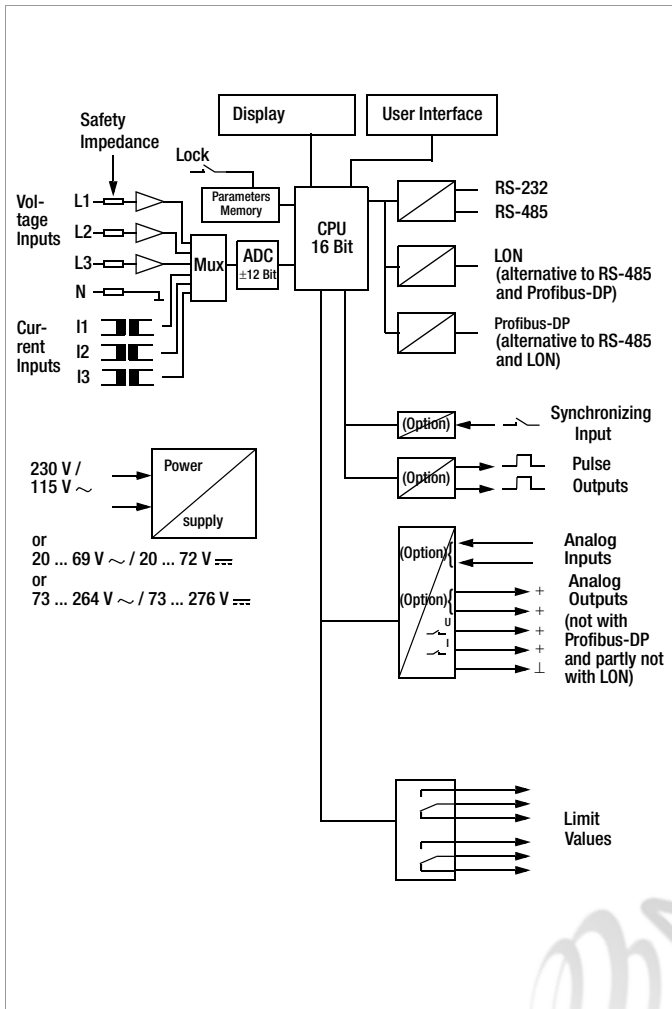 Display
User Interface
Safety
Impedance
Lock
Parameters
Memory
CPU
16 Bit
RS-232
RS-485
Vol-
tage
Inputs
L1
L2
L3
N
Mux
ADC
±12 Bit
LON
(alternative to RS-485
and Profibus-DP)
Cur-
rent
Inputs
I1
I2
I3
Profibus-DP
(alternative to RS-485
and LON)
(Option)
Synchronizing
Input
(Option)
Pulse
Outputs
230 V /
115 V ∼
Power
supply
or
20 ... 69 V ∼ / 20 ... 72 V ⎓
or
73 ... 264 V ∼ / 73 ... 276 V ⎓
(Option){
Analog
Inputs
(Option){
U
I
+
+
+
+
⊥
Analog
Outputs
(not with
Profibus-DP
and partly not
with LON)
Limit
Values